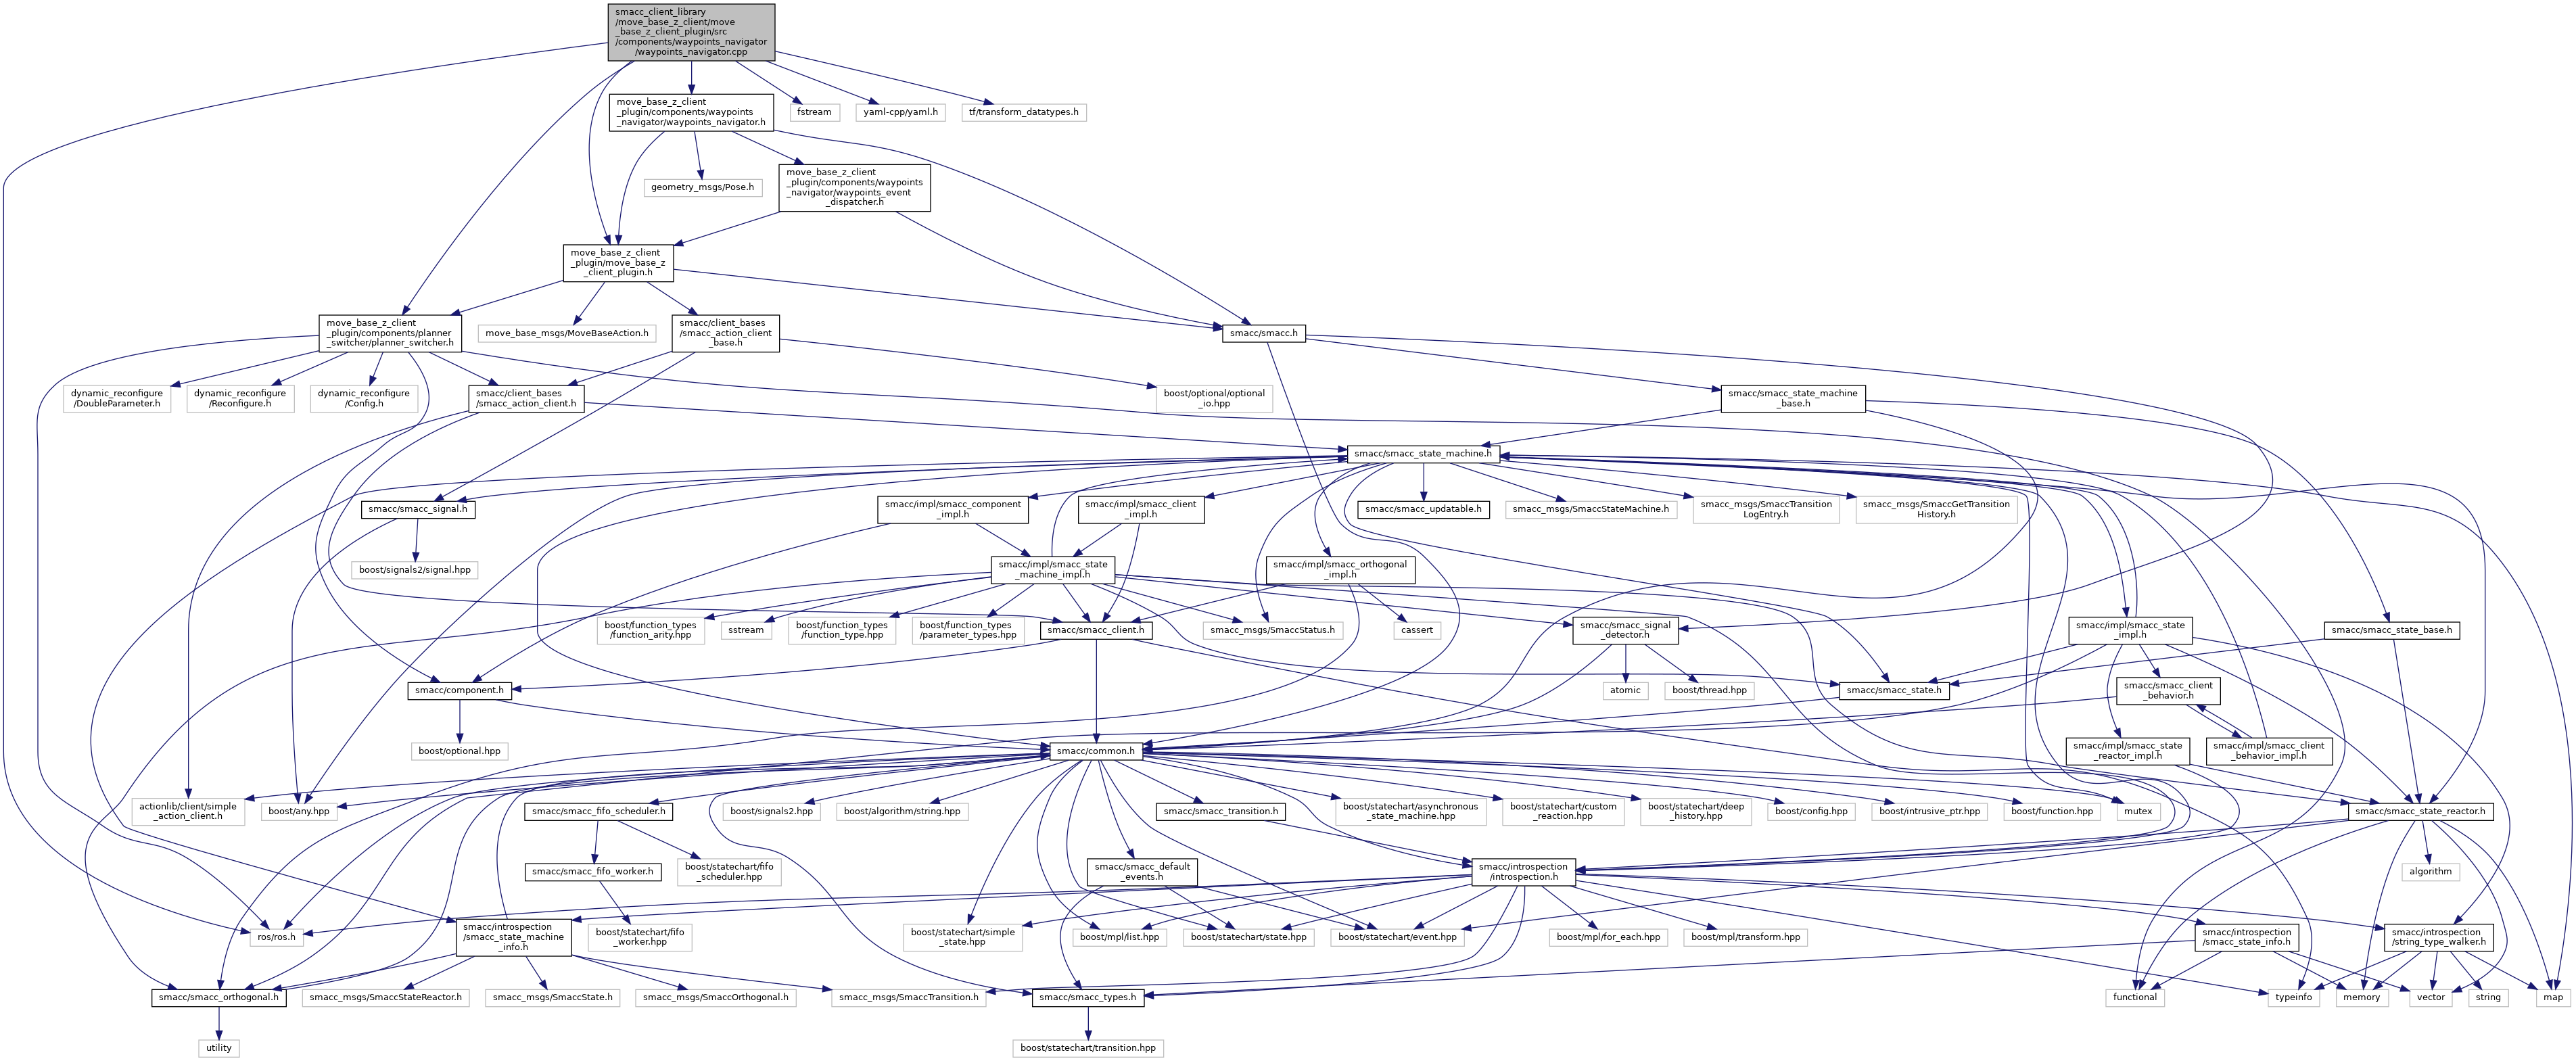 smacc_client_library
/move_base_z_client/move
_base_z_client_plugin/src
/components/waypoints_navigator
/waypoints_navigator.cpp
move_base_z_client
_plugin/components/waypoints
_navigator/waypoints_navigator.h
fstream
yaml-cpp/yaml.h
tf/transform_datatypes.h
geometry_msgs/Pose.h
move_base_z_client
_plugin/components/waypoints
_navigator/waypoints_event
_dispatcher.h
move_base_z_client
_plugin/move_base_z
_client_plugin.h
move_base_z_client
_plugin/components/planner
_switcher/planner_switcher.h
move_base_msgs/MoveBaseAction.h
smacc/client_bases
/smacc_action_client
_base.h
smacc/smacc.h
dynamic_reconfigure
/DoubleParameter.h
dynamic_reconfigure
/Reconfigure.h
dynamic_reconfigure
/Config.h
smacc/client_bases
/smacc_action_client.h
boost/optional/optional
_io.hpp
smacc/smacc_state_machine
_base.h
smacc/smacc_state_machine.h
smacc/smacc_signal.h
smacc/impl/smacc_component
_impl.h
smacc/impl/smacc_client
_impl.h
smacc/smacc_updatable.h
smacc_msgs/SmaccStateMachine.h
smacc_msgs/SmaccTransition
LogEntry.h
smacc_msgs/SmaccGetTransition
History.h
boost/signals2/signal.hpp
smacc/impl/smacc_state
_machine_impl.h
smacc/impl/smacc_orthogonal
_impl.h
boost/function_types
/function_arity.hpp
sstream
boost/function_types
/function_type.hpp
boost/function_types
/parameter_types.hpp
smacc/smacc_client.h
smacc_msgs/SmaccStatus.h
cassert
smacc/smacc_signal
_detector.h
smacc/impl/smacc_state
_impl.h
smacc/smacc_state_base.h
smacc/component.h
atomic
boost/thread.hpp
smacc/smacc_state.h
smacc/smacc_client
_behavior.h
boost/optional.hpp
smacc/common.h
smacc/impl/smacc_state
_reactor_impl.h
smacc/impl/smacc_client
_behavior_impl.h
actionlib/client/simple
_action_client.h
boost/any.hpp
smacc/smacc_fifo_scheduler.h
boost/signals2.hpp
boost/algorithm/string.hpp
smacc/smacc_transition.h
boost/statechart/asynchronous
_state_machine.hpp
boost/statechart/custom
_reaction.hpp
boost/statechart/deep
_history.hpp
boost/config.hpp
boost/intrusive_ptr.hpp
boost/function.hpp
mutex
smacc/smacc_state_reactor.h
smacc/smacc_fifo_worker.h
boost/statechart/fifo
_scheduler.hpp
smacc/smacc_default
_events.h
smacc/introspection
/introspection.h
algorithm
ros/ros.h
smacc/introspection
/smacc_state_machine
_info.h
boost/statechart/fifo
_worker.hpp
boost/statechart/simple
_state.hpp
boost/mpl/list.hpp
boost/statechart/state.hpp
boost/statechart/event.hpp
boost/mpl/for_each.hpp
boost/mpl/transform.hpp
smacc/introspection
/smacc_state_info.h
smacc/introspection
/string_type_walker.h
smacc/smacc_orthogonal.h
smacc_msgs/SmaccStateReactor.h
smacc_msgs/SmaccState.h
smacc_msgs/SmaccOrthogonal.h
smacc_msgs/SmaccTransition.h
smacc/smacc_types.h
functional
typeinfo
memory
vector
string
map
utility
boost/statechart/transition.hpp